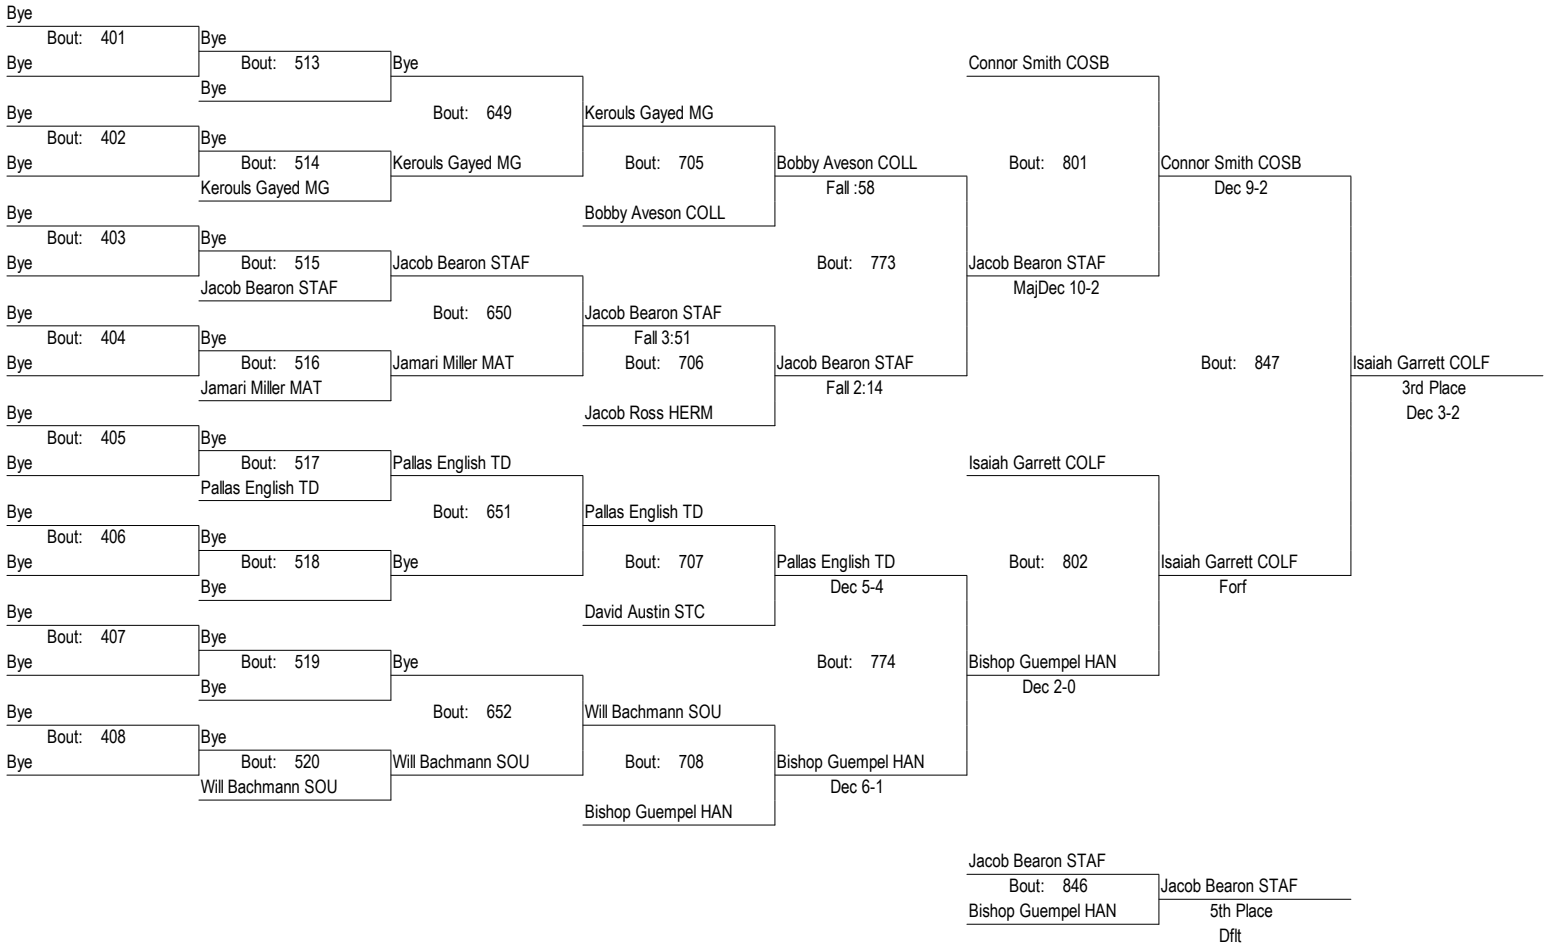 Bye
Bout: 401 Bye
Bye Bout: 513 Bye Connor Smith COSB
Bye
Bye Bout: 649 Kerouls Gayed MG
Bout: 402 Bye
Bye Bout: 514 Kerouls Gayed MG Bout: 705 Bobby Aveson COLL Bout: 801 Connor Smith COSB
Kerouls Gayed MG Fall :58 Dec 9-2
Bye Bobby Aveson COLL
Bout: 403 Bye
Bye Bout: 515 Jacob Bearon STAF Bout: 773 Jacob Bearon STAF
Jacob Bearon STAF MajDec 10-2
Bye Bout: 650 Jacob Bearon STAF
Bout: 404 Bye Fall 3:51
Bye Bout: 516 Jamari Miller MAT Bout: 706 Jacob Bearon STAF Bout: 847 Isaiah Garrett COLF
Jamari Miller MAT Fall 2:14 3rd Place
Bye Jacob Ross HERM Dec 3-2
Bout: 405 Bye
Bye Bout: 517 Pallas English TD Isaiah Garrett COLF
Pallas English TD
Bye Bout: 651 Pallas English TD
Bout: 406 Bye
Bye Bout: 518 Bye Bout: 707 Pallas English TD Bout: 802 Isaiah Garrett COLF
Bye Dec 5-4 Forf
Bye David Austin STC
Bout: 407 Bye
Bye Bout: 519 Bye Bout: 774 Bishop Guempel HAN
Bye Dec 2-0
Bye Bout: 652 Will Bachmann SOU
Bout: 408 Bye
Bye Bout: 520 Will Bachmann SOU Bout: 708 Bishop Guempel HAN
Will Bachmann SOU Dec 6-1
Bishop Guempel HAN
Jacob Bearon STAF
Bout: 846 Jacob Bearon STAF
Bishop Guempel HAN 5th Place
Dflt